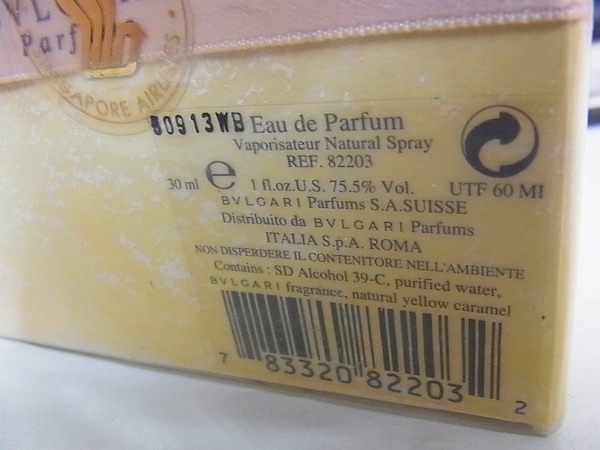 Parf
SINGAPORE AIRLINES
50913WB Eau de Parfum
Vaporisateur Natural Spray
REF. 82203
30 ml e 1 fl.oz.U.S. 75.5% Vol. UTF 60 MI
BVLGARI Parfums S.A.SUISSE
Distribuito da BVLGARI Parfums
ITALIA S.p.A. ROMA
NON DISPERDERE IL CONTENITORE NELL'AMBIENTE
Contains : SD Alcohol 39-C, purified water,
BVLGARI fragrance, natural yellow caramel
7 83320 82203 2